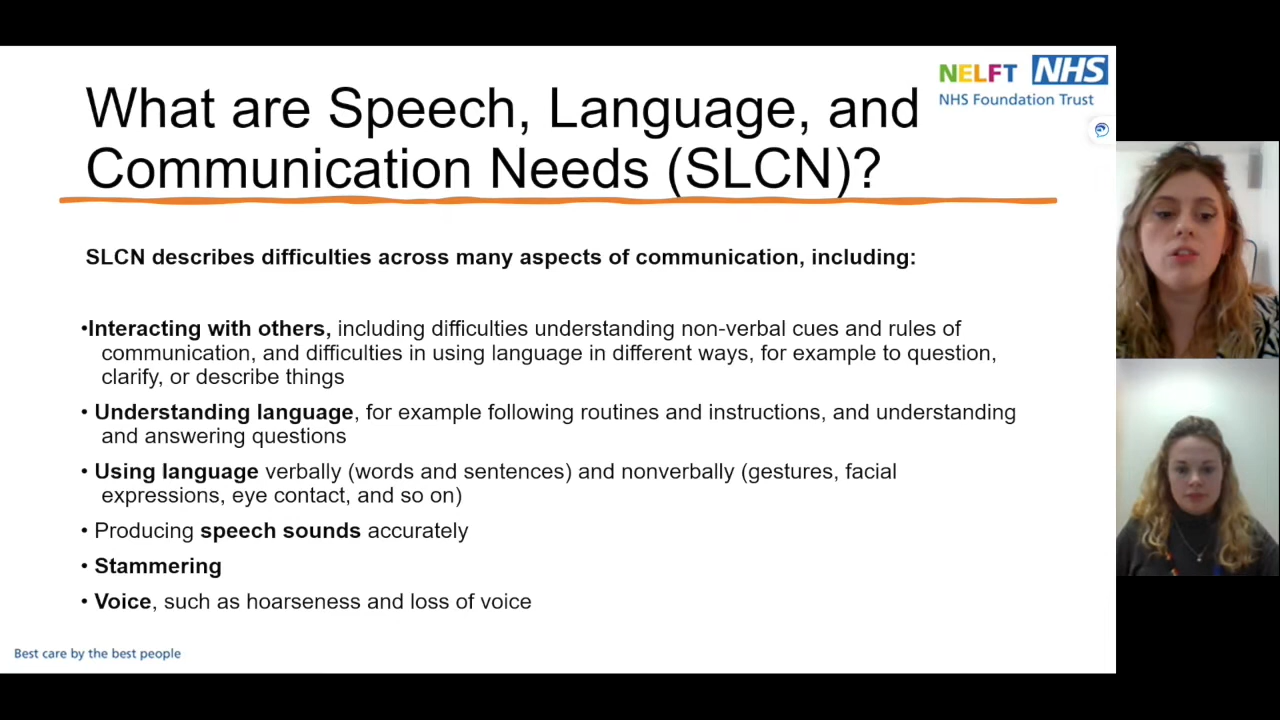 NELFT NHS
NHS Foundation Trust
What are Speech, Language, and
Communication Needs (SLCN)?
SLCN describes difficulties across many aspects of communication, including:
•Interacting with others, including difficulties understanding non-verbal cues and rules of
communication, and difficulties in using language in different ways, for example to question,
clarify, or describe things
• Understanding language, for example following routines and instructions, and understanding
and answering questions
• Using language verbally (words and sentences) and nonverbally (gestures, facial
expressions, eye contact, and so on)
• Producing speech sounds accurately
• Stammering
• Voice, such as hoarseness and loss of voice
Best care by the best people